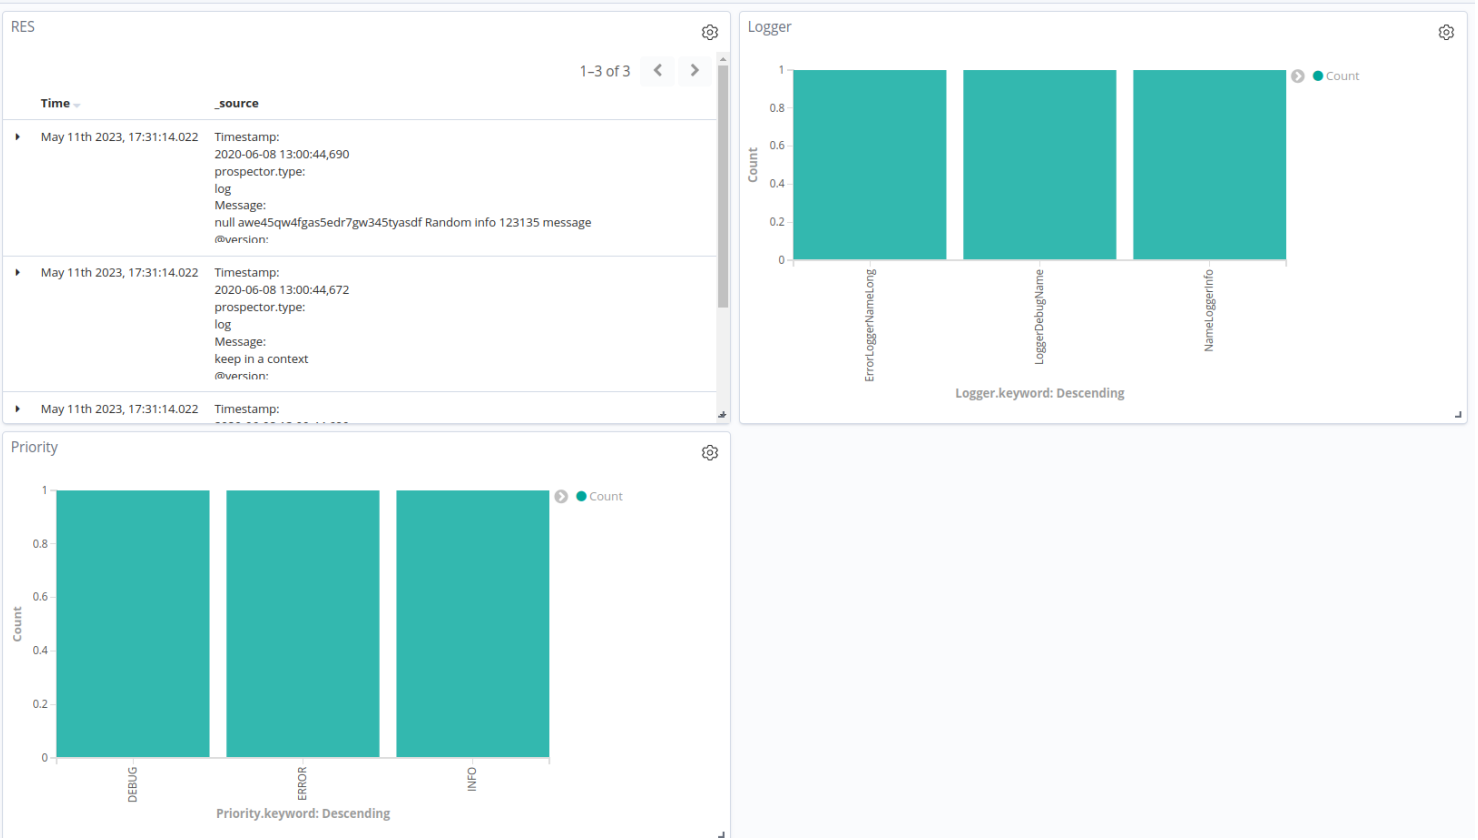 RES
1–3 of 3
Time
_source
May 11th 2023, 17:31:14.022
Timestamp:
2020-06-08 13:00:44,690
prospector.type:
log
Message:
null awe45qw4fgas5edr7gw345tyasdf Random info 123135 message
@version:
May 11th 2023, 17:31:14.022
Timestamp:
2020-06-08 13:00:44,672
prospector.type:
log
Message:
keep in a context
@version:
May 11th 2023, 17:31:14.022
Timestamp:
Logger
1
0.8
0.6
0.4
0.2
0
Count
ErrorLoggerNameLong
LoggerDebugName
NameLoggerInfo
Logger.keyword: Descending
Count
Priority
1
0.8
0.6
0.4
0.2
0
Count
DEBUG
ERROR
INFO
Priority.keyword: Descending
Count